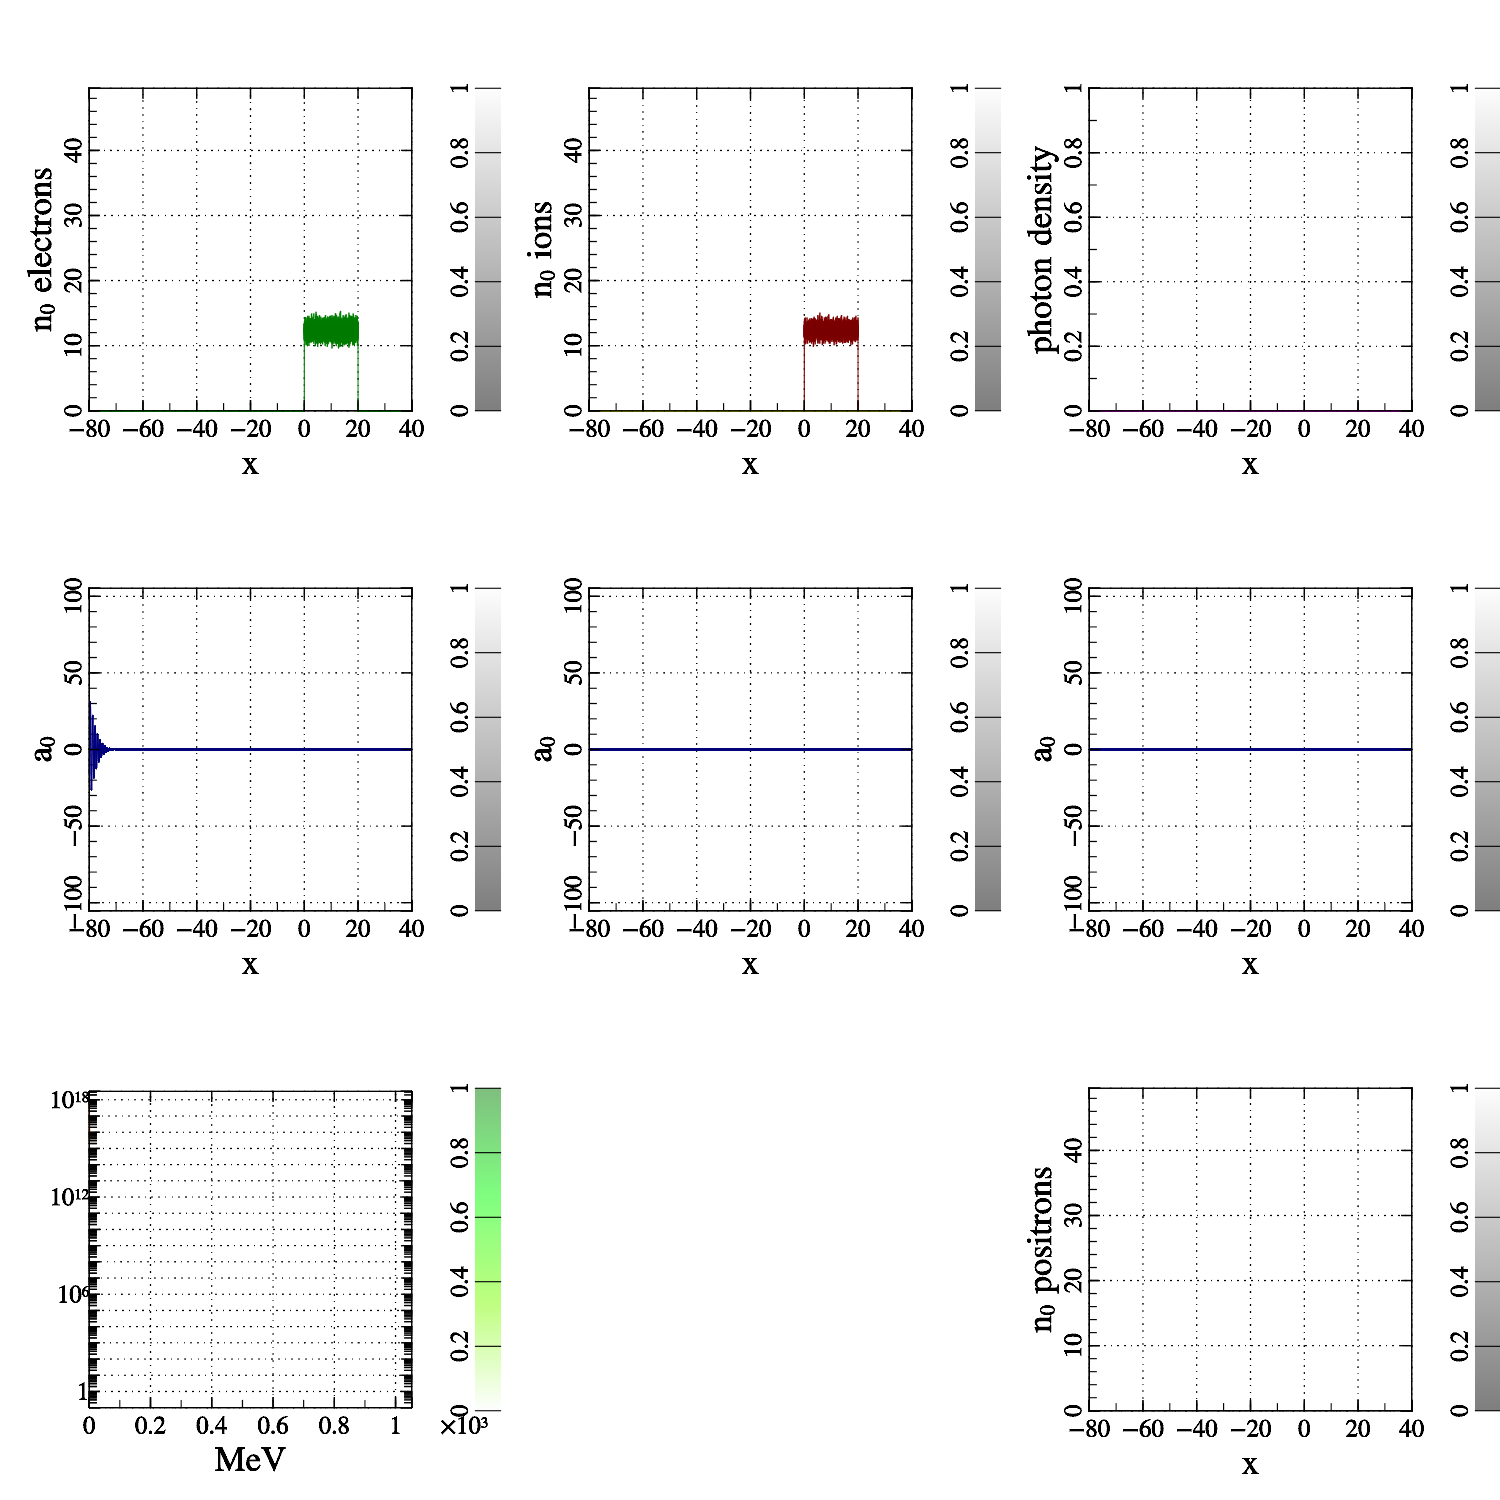 n₀ electrons
0 10 20 30 40
−80 −60 −40 −20 0 20 40
x
0 0.2 0.4 0.6 0.8 1
n₀ ions
0 10 20 30 40
−80 −60 −40 −20 0 20 40
x
0 0.2 0.4 0.6 0.8 1
photon density
0 0.2 0.4 0.6 0.8 1
−80 −60 −40 −20 0 20 40
x
0 0.2 0.4 0.6 0.8 1
a₀
−100 −50 0 50 100
−80 −60 −40 −20 0 20 40
x
0 0.2 0.4 0.6 0.8 1
a₀
−100 −50 0 50 100
−80 −60 −40 −20 0 20 40
x
0 0.2 0.4 0.6 0.8 1
a₀
−100 −50 0 50 100
−80 −60 −40 −20 0 20 40
x
0 0.2 0.4 0.6 0.8 1
10¹⁸
10¹²
10⁶
1
0 0.2 0.4 0.6 0.8 1
×10³
MeV
0 0.2 0.4 0.6 0.8 1
n₀ positrons
0 10 20 30 40
−80 −60 −40 −20 0 20 40
x
0 0.2 0.4 0.6 0.8 1